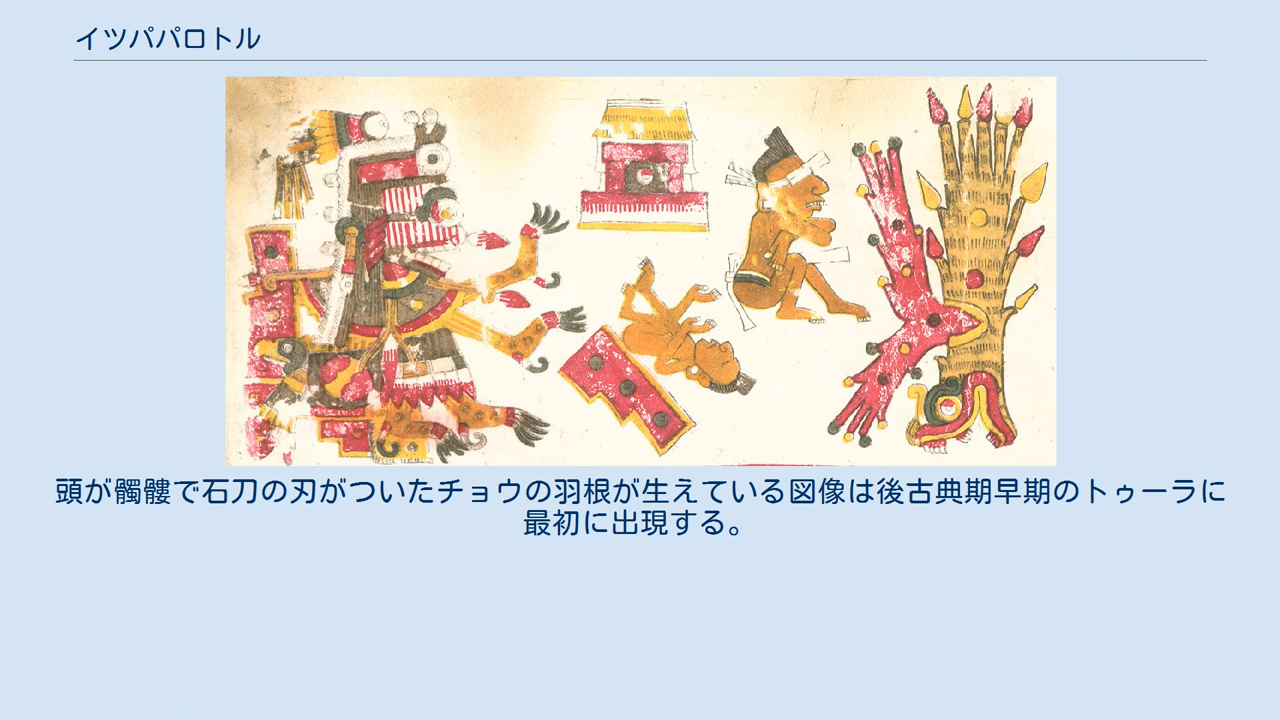 イツパパロトル
頭が髑髏で石刀の刃がついたチョウの羽根が生えている図像は後古典期早期のトゥーラに
最初に出現する。